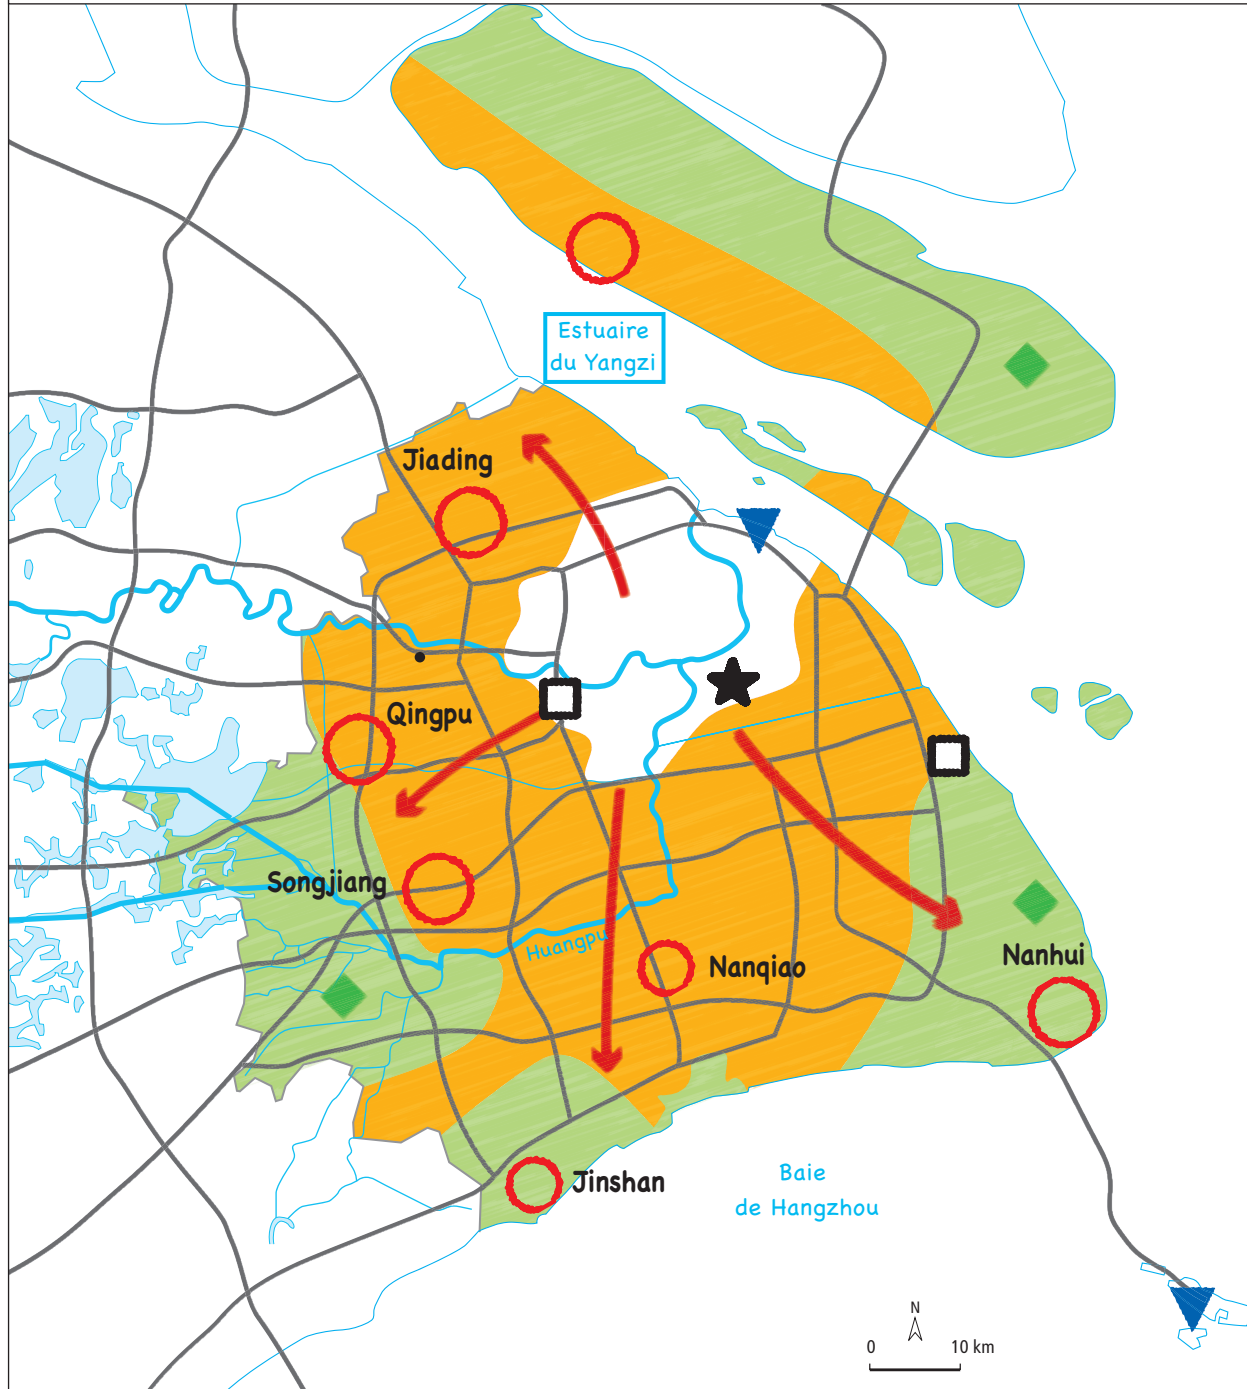 Estuaire
du Yangzi
Jiading
Qingpu
Songjiang
Huangpu
Nanqiao
Nanhui
Jinshan
Baie
de Hangzhou
N
0 10 km